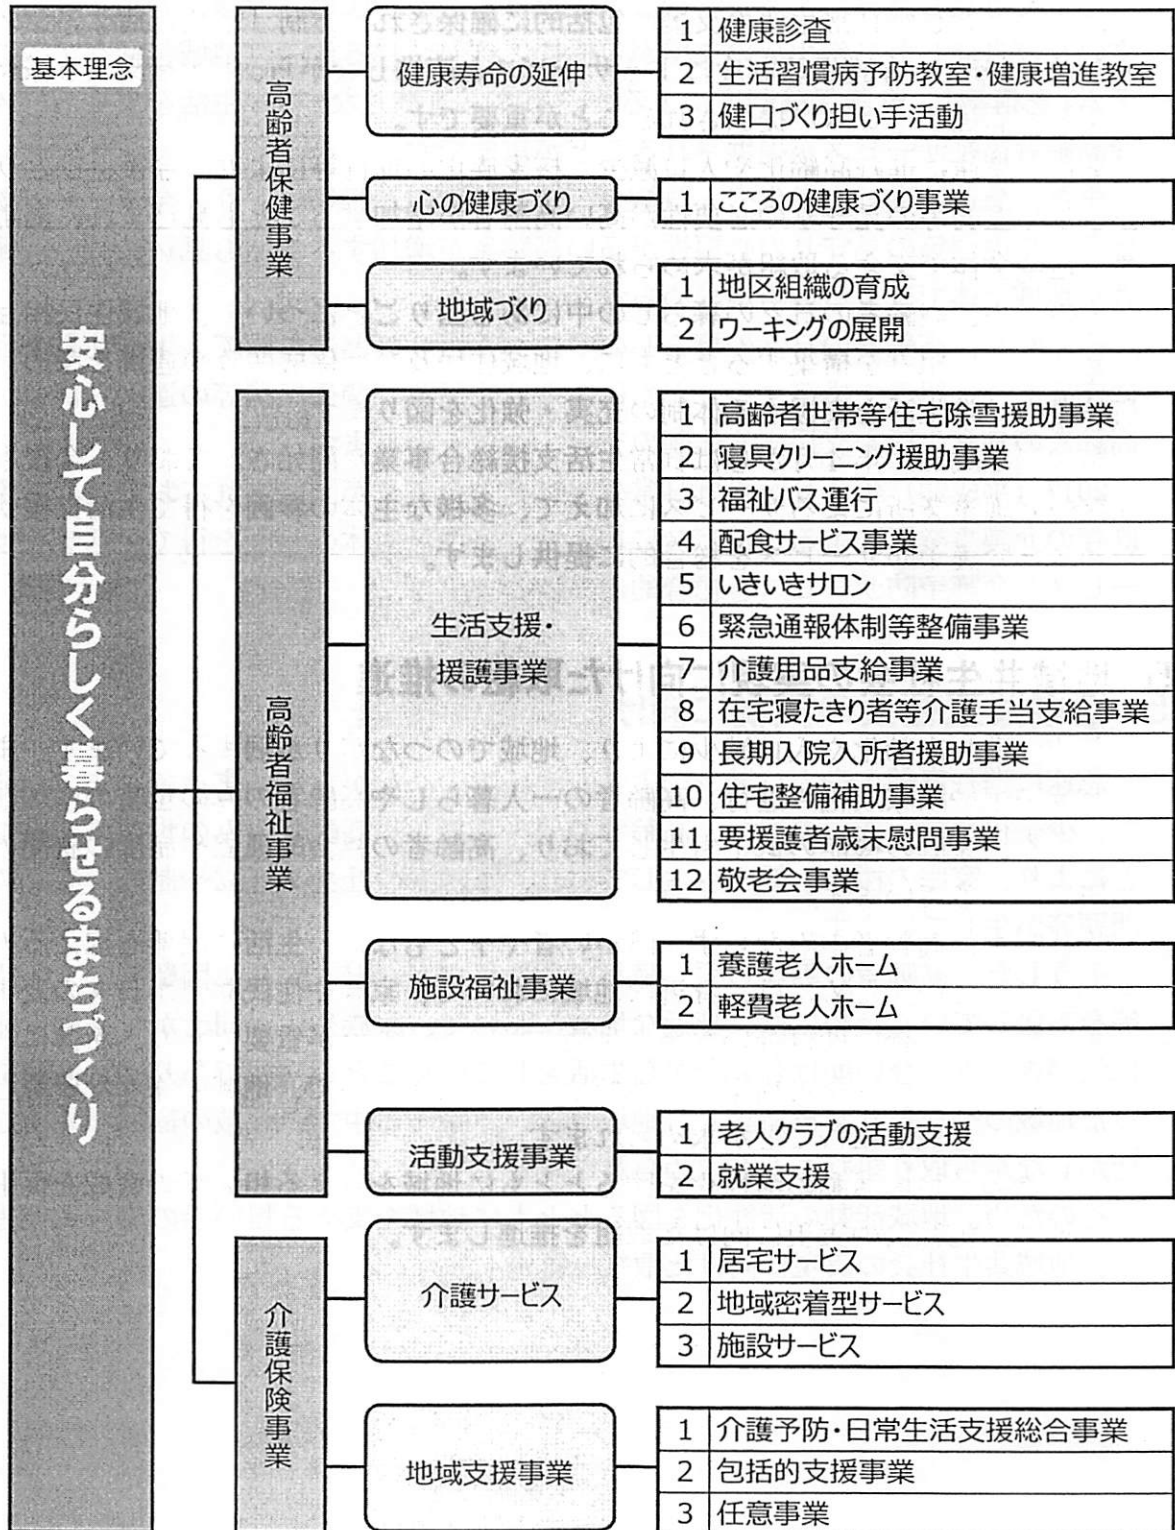 基本理念
安心して自分らしく暮らせるまちづくり
高齢者保健事業
健康寿命の延伸
1 健康診査
2 生活習慣病予防教室・健康増進教室
3 健口づくり担い手活動
心の健康づくり
1 こころの健康づくり事業
地域づくり
1 地区組織の育成
2 ワーキングの展開
高齢者福祉事業
生活支援・
援護事業
1 高齢者世帯等住宅除雪援助事業
2 寝具クリーニング援助事業
3 福祉バス運行
4 配食サービス事業
5 いきいきサロン
6 緊急通報体制等整備事業
7 介護用品支給事業
8 在宅寝たきり者等介護手当支給事業
9 長期入院入所者援助事業
10 住宅整備補助事業
11 要援護者歳末慰問事業
12 敬老会事業
施設福祉事業
1 養護老人ホーム
2 軽費老人ホーム
活動支援事業
1 老人クラブの活動支援
2 就業支援
介護保険事業
介護サービス
1 居宅サービス
2 地域密着型サービス
3 施設サービス
地域支援事業
1 介護予防・日常生活支援総合事業
2 包括的支援事業
3 任意事業